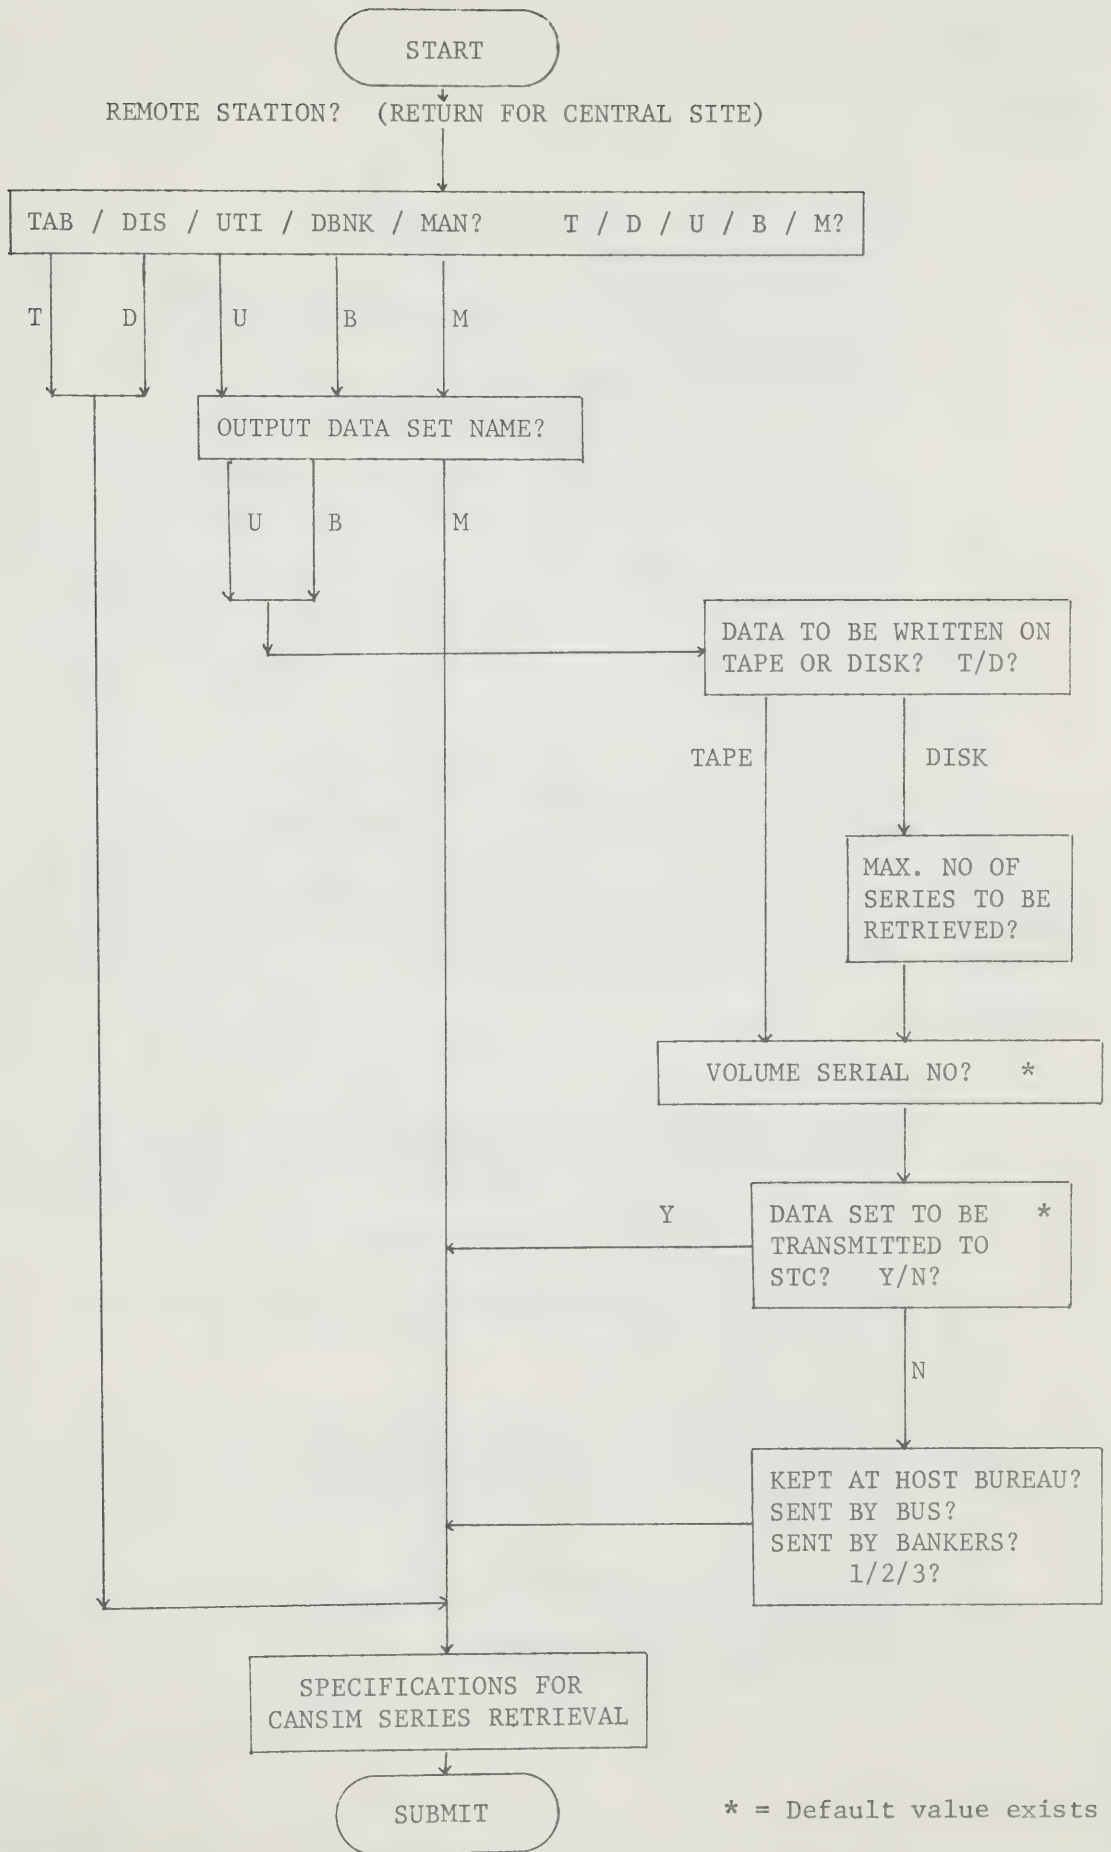 START
REMOTE STATION? (RETURN FOR CENTRAL SITE)
TAB / DIS / UTI / DBNK / MAN? T / D / U / B / M?
T D U B M
OUTPUT DATA SET NAME?
U B M
DATA TO BE WRITTEN ON
TAPE OR DISK? T/D?
TAPE DISK
MAX. NO OF
SERIES TO BE
RETRIEVED?
VOLUME SERIAL NO? *
Y
DATA SET TO BE *
TRANSMITTED TO
STC? Y/N?
N
KEPT AT HOST BUREAU?
SENT BY BUS?
SENT BY BANKERS?
1/2/3?
SPECIFICATIONS FOR
CANSIM SERIES RETRIEVAL
SUBMIT
* = Default value exists